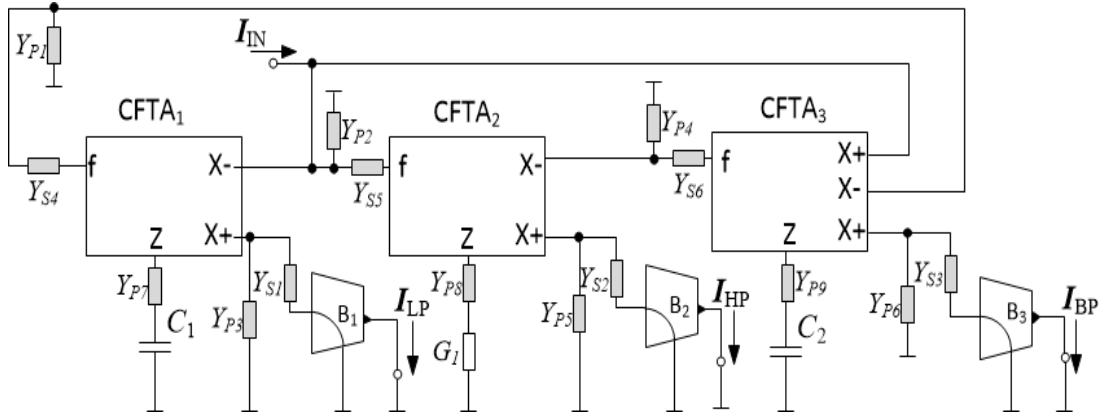 Y_P1
I_IN
CFTA_1
CFTA_2
CFTA_3
Y_P2
Y_P4
f
X-
f
X-
f
X+
X-
X+
Y_S4
Y_S5
Y_S6
Z
X+
Z
X+
Z
Y_P7
Y_S1
Y_P8
Y_S2
Y_P9
Y_S3
C_1
Y_P3
B_1
I_LP
G_1
Y_P5
B_2
I_HP
C_2
Y_P6
B_3
I_BP